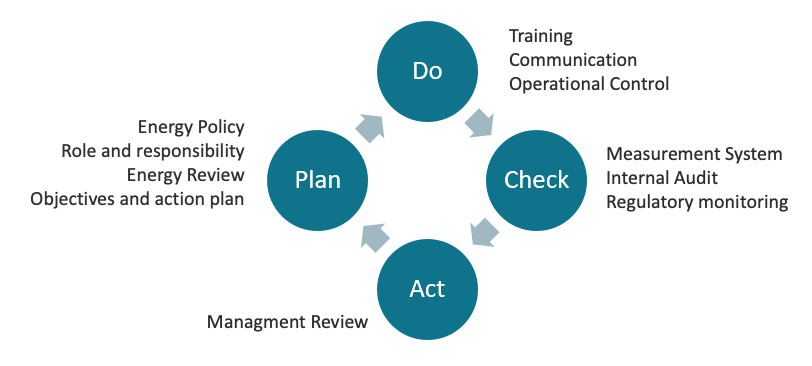 Do
Training
Communication
Operational Control
Energy Policy
Role and responsibility
Energy Review
Objectives and action plan
Plan
Check
Measurement System
Internal Audit
Regulatory monitoring
Act
Managment Review